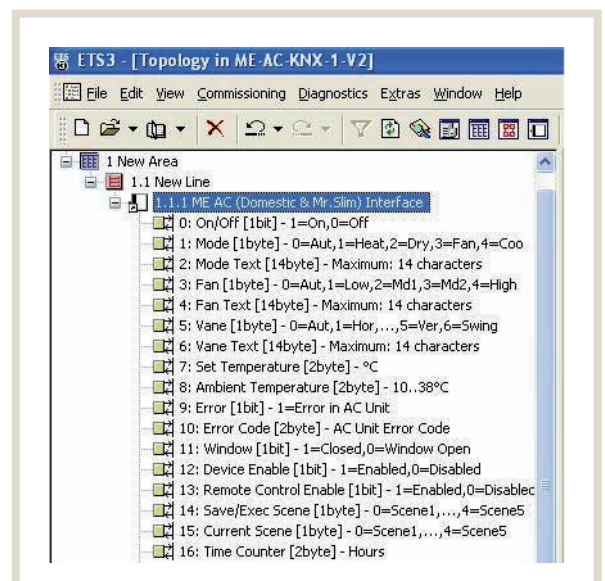 ETS3 - [Topology in ME-AC-KNX-1-V2]
File Edit View Commissioning Diagnostics Extras Window Help
1 New Area
1.1 New Line
1.1.1 ME AC (Domestic & Mr.Slim) Interface
0: On/Off [1bit] - 1=On,0=Off
1: Mode [1byte] - 0=Aut,1=Heat,2=Dry,3=Fan,4=Coo
2: Mode Text [14byte] - Maximum: 14 characters
3: Fan [1byte] - 0=Aut,1=Low,2=Md1,3=Md2,4=High
4: Fan Text [14byte] - Maximum: 14 characters
5: Vane [1byte] - 0=Aut,1=Hor,...,5=Ver,6=Swing
6: Vane Text [14byte] - Maximum: 14 characters
7: Set Temperature [2byte] - °C
8: Ambient Temperature [2byte] - 10..38°C
9: Error [1bit] - 1=Error in AC Unit
10: Error Code [2byte] - AC Unit Error Code
11: Window [1bit] - 1=Closed,0=Window Open
12: Device Enable [1bit] - 1=Enabled,0=Disabled
13: Remote Control Enable [1bit] - 1=Enabled,0=Disablec
14: Save/Exec Scene [1byte] - 0=Scene1,...,4=Scene5
15: Current Scene [1byte] - 0=Scene1,...,4=Scene5
16: Time Counter [2byte] - Hours